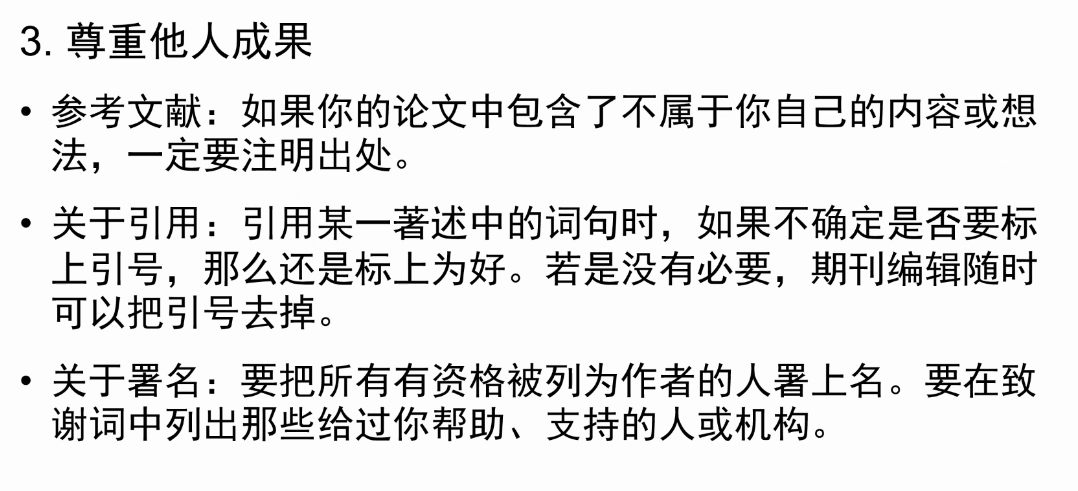 3. 尊重他人成果
• 参考文献：如果你的论文中包含了不属于你自己的内容或想
法，一定要注明出处。
• 关于引用：引用某一著述中的词句时，如果不确定是否要标
上引号，那么还是标上为好。若是没有必要，期刊编辑随时
可以把引号去掉。
• 关于署名：要把所有有资格被列为作者的人署上名。要在致
谢词中列出那些给过你帮助、支持的人或机构。